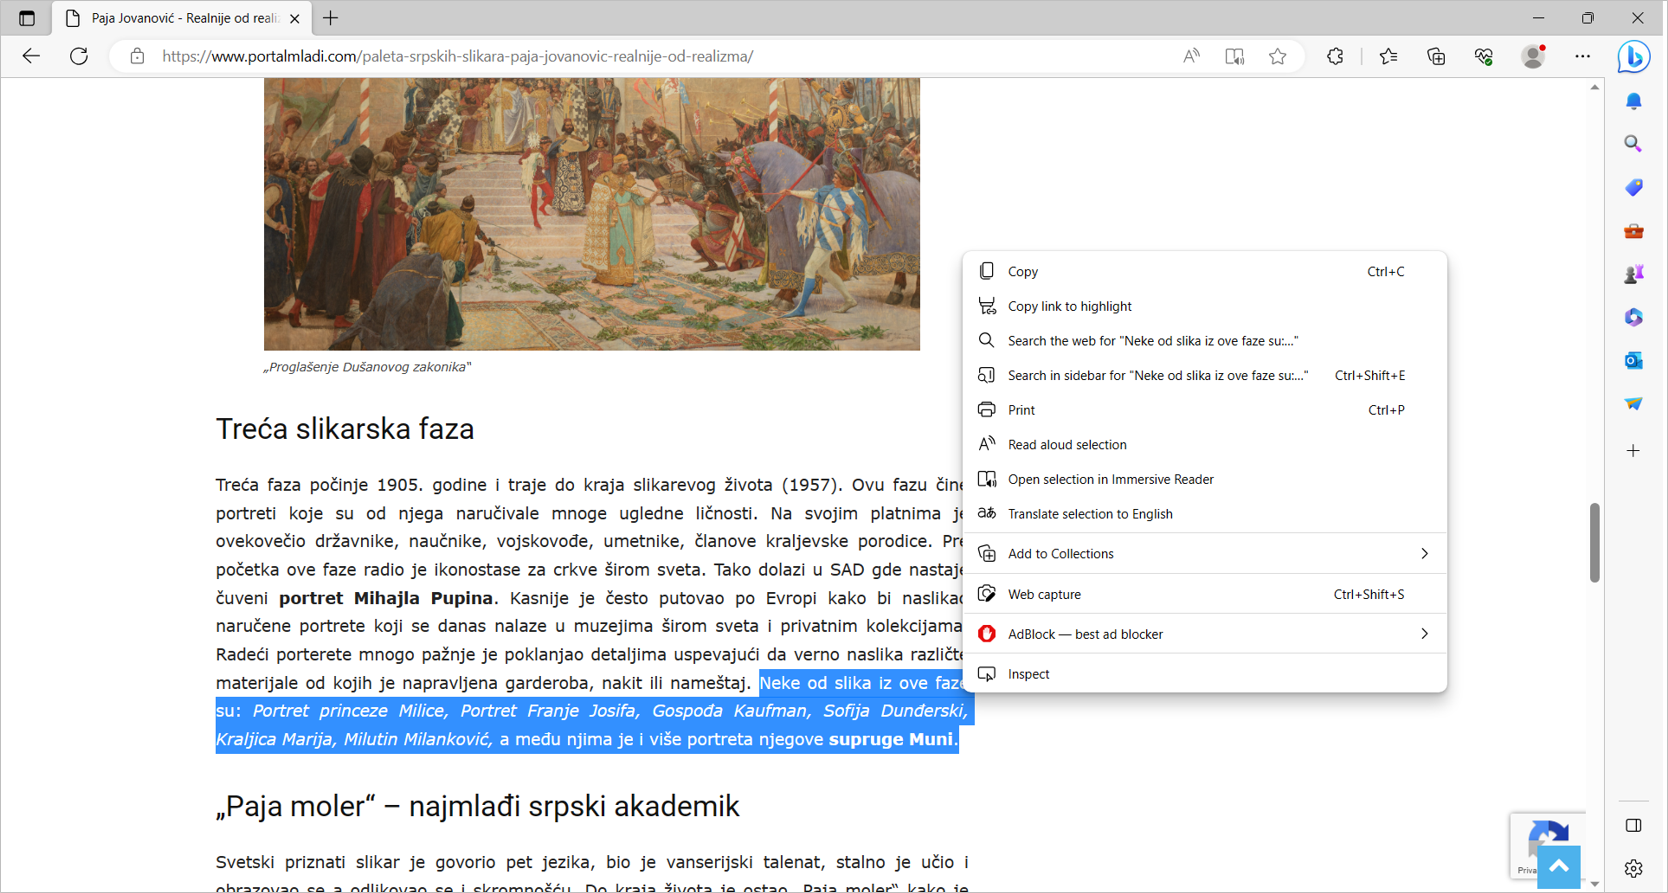 Paja Jovanović - Realnije od reali
https://www.portalmladi.com/paleta-srpskih-slikara-paja-jovanovic-realnije-od-realizma/
„Proglašenje Dušanovog zakonika“
Treća slikarska faza
Treća faza počinje 1905. godine i traje do kraja slikarevog života (1957). Ovu fazu čine
portreti koje su od njega naručivale mnoge ugledne ličnosti. Na svojim platnima je
ovekovečio državnike, naučnike, vojskovođe, umetnike, članove kraljevske porodice. Pre
početka ove faze radio je ikonostase za crkve širom sveta. Tako dolazi u SAD gde nastaje
čuveni portret Mihajla Pupina. Kasnije je često putovao po Evropi kako bi naslikao
naručene portrete koji se danas nalaze u muzejima širom sveta i privatnim kolekcijama
Radeći porterete mnogo pažnje je poklanjao detaljima uspevajući da verno naslika različte
materijale od kojih je napravljena garderoba, nakit ili nameštaj. Neke od slika iz ove faze
su: Portret princeze Milice, Portret Franje Josifa, Gospođa Kaufman, Sofija Dunđerski,
Kraljica Marija, Milutin Milanković, a među njima je i više portreta njegove supruge Muni.
„Paja moler“ – najmlađi srpski akademik
Svetski priznati slikar je govorio pet jezika, bio je vanserijski talenat, stalno je učio i
obrazovao se a odlikovao se i skromnošću. Do kraja života je ostao „Paja moler“ kako je
Copy Ctrl+C
Copy link to highlight
Search the web for "Neke od slika iz ove faze su:..."
Search in sidebar for "Neke od slika iz ove faze su:..." Ctrl+Shift+E
Print Ctrl+P
Read aloud selection
Open selection in Immersive Reader
Translate selection to English
Add to Collections
Web capture Ctrl+Shift+S
AdBlock — best ad blocker
Inspect